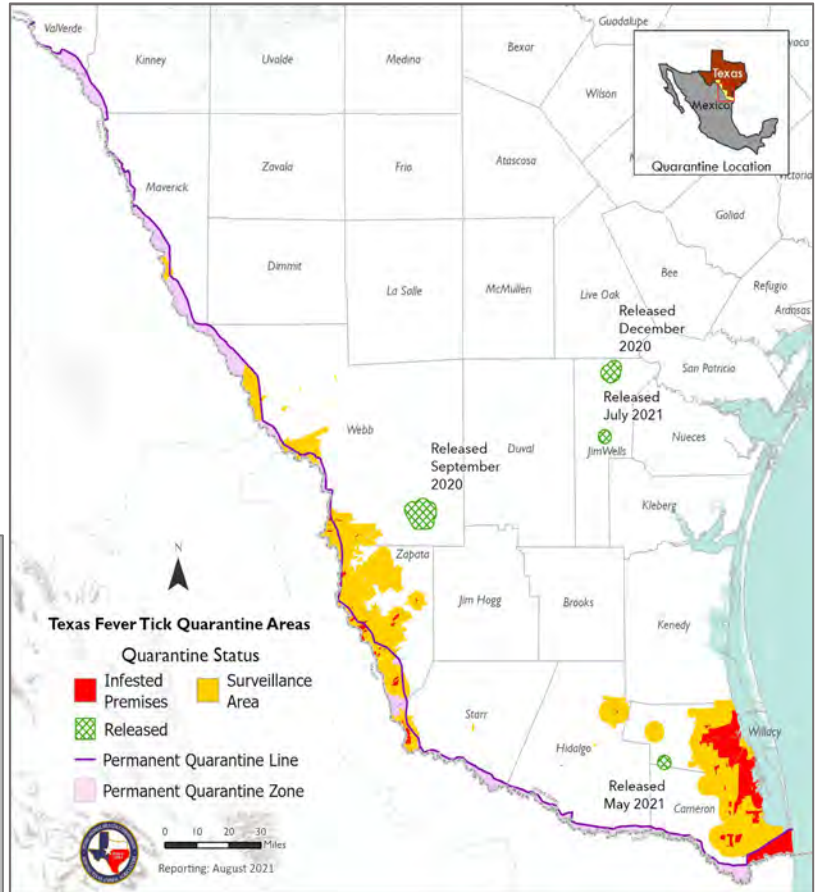 ValVerde
Kinney
Uvalde
Medina
Bexar
Guadalupe
Wilson
Texas
Mexico
Quarantine Location
Victoria
Maverick
Zavala
Frio
Atascosa
Goliad
Bee
Refugio
Aransas
Dimmit
La Salle
McMullen
Live Oak
Released
December
2020
San Patricio
Released
July 2021
Webb
Duval
JimWells
Nueces
Released
September
2020
Kleberg
Zapata
N
Jim Hogg
Brooks
Kenedy
Texas Fever Tick Quarantine Areas
Quarantine Status
Infested
Premises
Surveillance
Area
Released
Permanent Quarantine Line
Permanent Quarantine Zone
Starr
Hidalgo
Willacy
Released
May 2021
Cameron
0 10 20 30
Miles
Reporting: August 2021